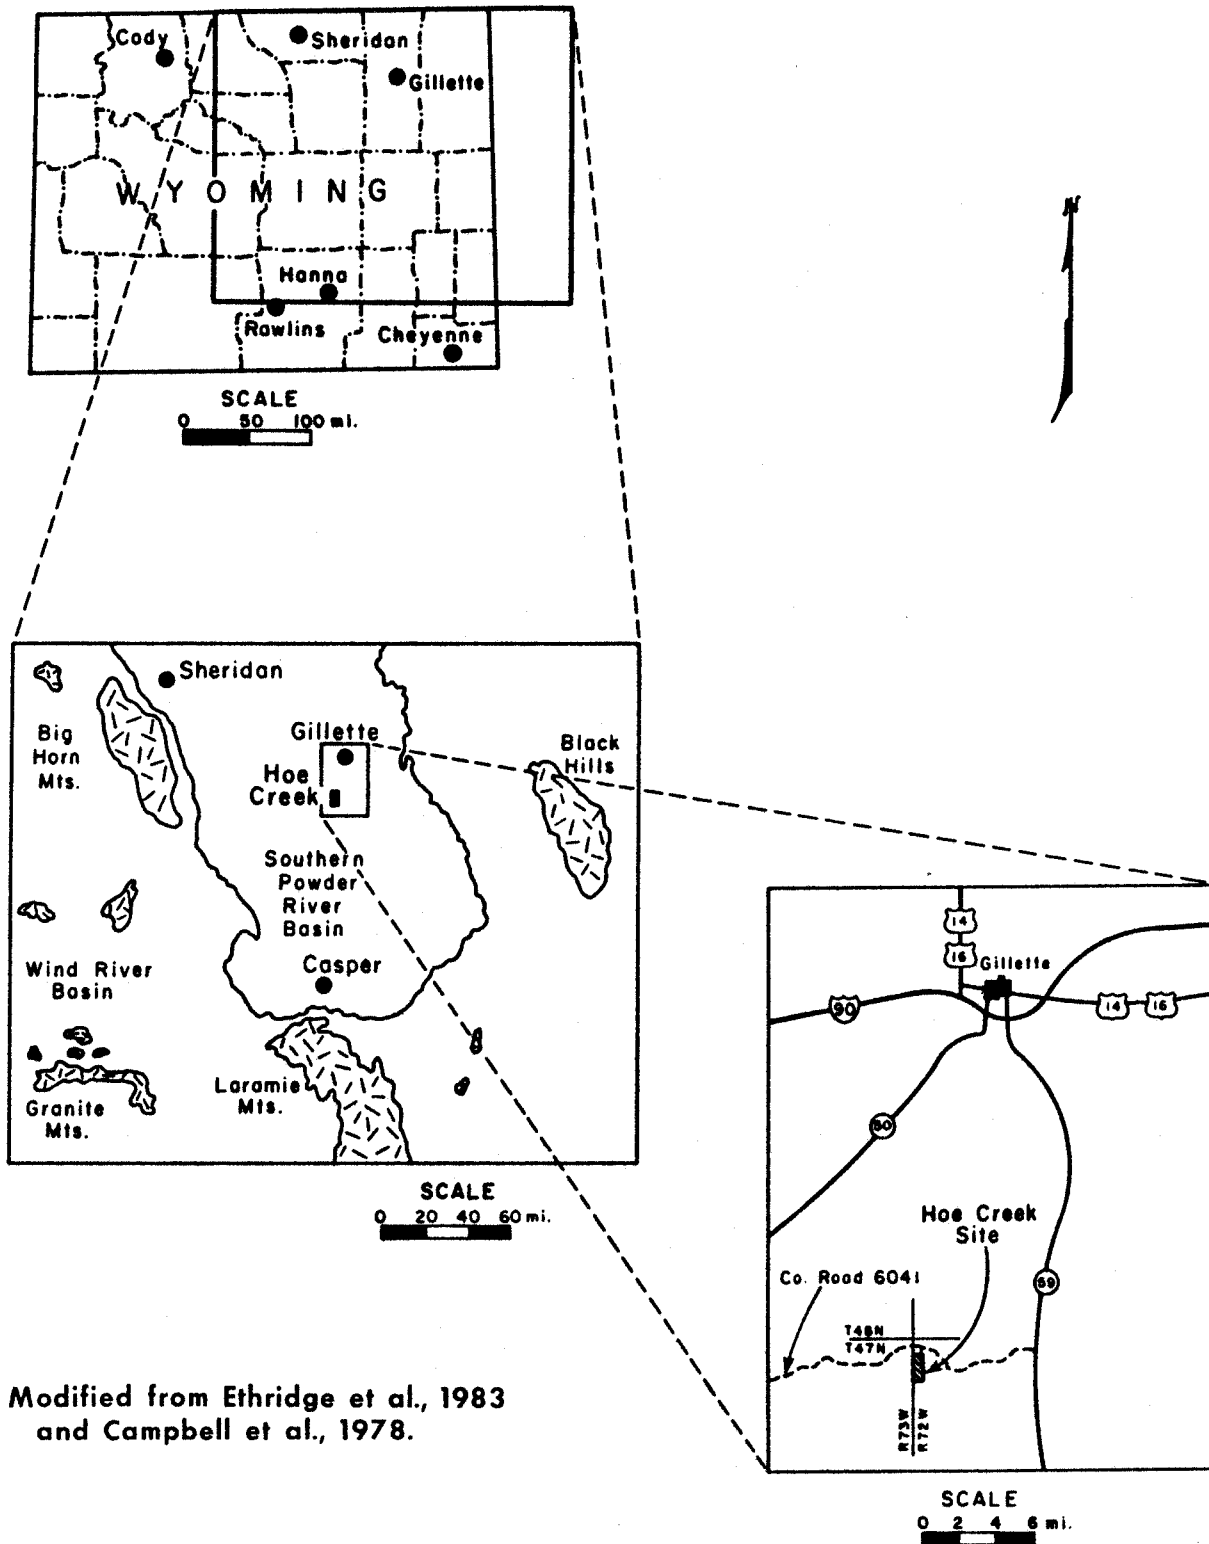 Cody
Sheridan
Gillette
WYOMING
Hanna
Rawlins
Cheyenne
SCALE
0 50 100 mi.
N
Sheridan
Big
Horn
Mts.
Gillette
Hoe
Creek
Black
Hills
Southern
Powder
River
Basin
Casper
Wind River
Basin
Laramie
Mts.
Granite
Mts.
SCALE
0 20 40 60 mi.
14
16
Gillette
90
14 16
50
Hoe Creek
Site
59
Co. Road 6041
T48N
T47N
R73W
R72W
SCALE
0 2 4 6 mi.
Modified from Ethridge et al., 1983
and Campbell et al., 1978.